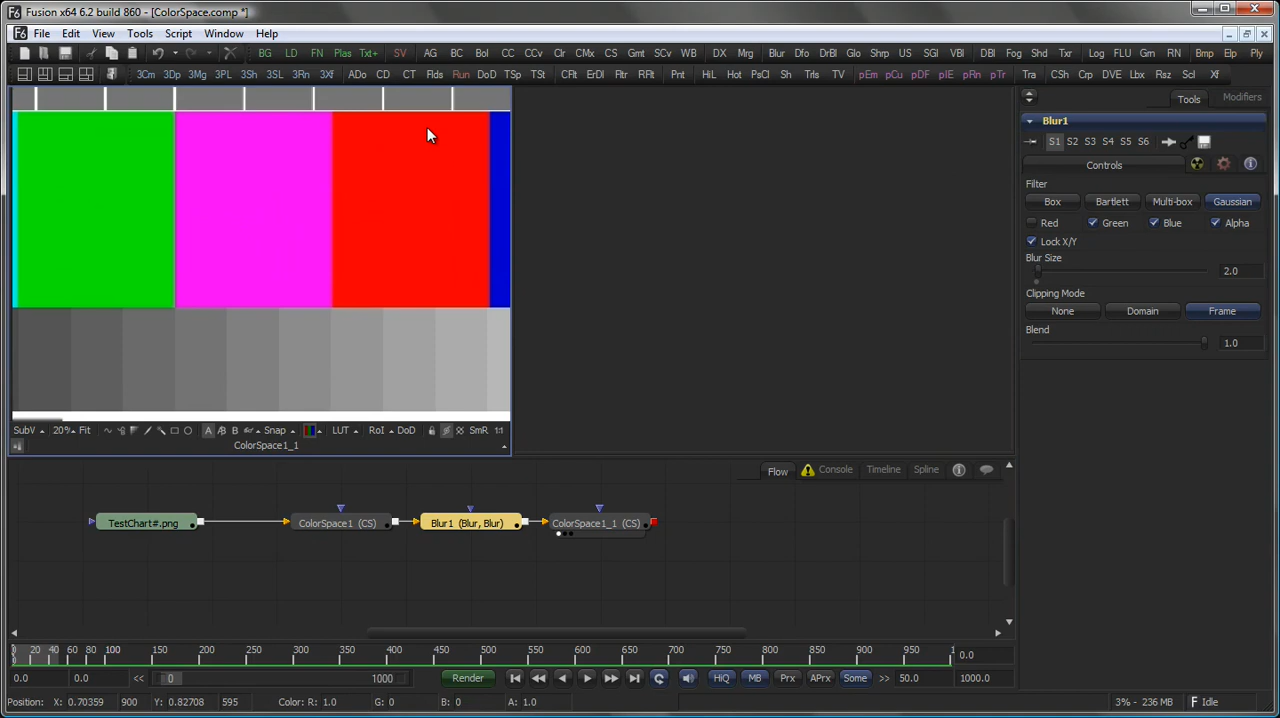 Fusion x64 6.2 build 860 - [ColorSpace.comp *]
File Edit View Tools Script Window Help
BG LD FN Plas Txt+ SV AG BC Bol CC CCv Clr CMx CS Gmt SCv WB DX Mrg Blur Dfo DrBl Glo Shrp US SGl VBl DBl Fog Shd Txr Log FLU Grn RN Bmp Elp Ply
3Cm 3Dp 3Mg 3PL 3Sh 3SL 3Rn 3Xf ADo CD CT Flds Run DoD TSp TSt CFlt ErDl Fltr RFlt Pnt HiL Hot PsCl Shd Trls TV pEm pCu pDF pIE pRn pTr Tra CSh Crp DVE Lbx Rsz Scl Xf
Tools Modifiers
Blur1
S1 S2 S3 S4 S5 S6
Controls
Filter
Box Bartlett Multi-box Gaussian
Red Green Blue Alpha
Lock X/Y
Blur Size
2.0
Clipping Mode
None Domain Frame
Blend
1.0
SubV 20% Fit A B Snap LUT RoI DoD SmR 1:1
ColorSpace1_1
Flow Console Timeline Spline
TestChart#.png ColorSpace1 (CS) Blur1 (Blur, Blur) ColorSpace1_1 (CS)
0 20 40 60 80 100 150 200 250 300 350 400 450 500 550 600 650 700 750 800 850 900 950 1 0.0
0.0 0.0 << 0 1000 Render HiQ MB Prx APrx Some >> 50.0 1000.0
Position: X: 0.70359 900 Y: 0.82708 595 Color: R: 1.0 G: 0 B: 0 A: 1.0 3% - 236 MB Idle